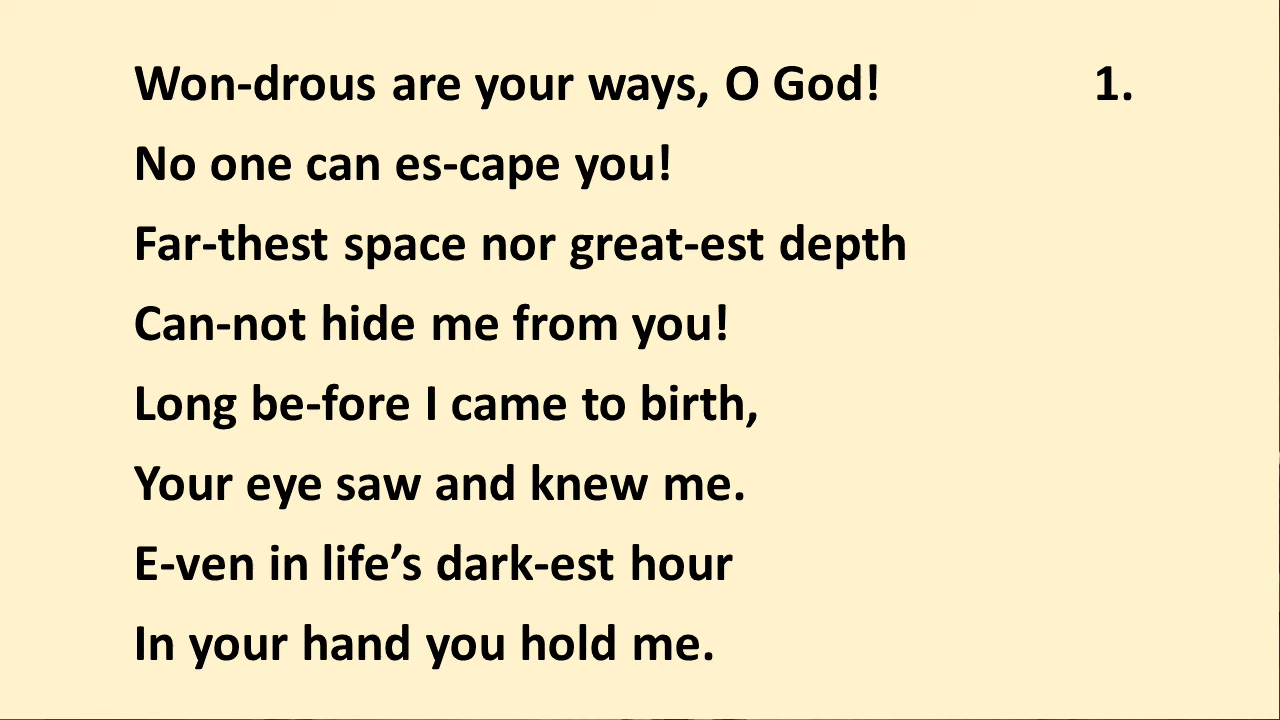 Won-drous are your ways, O God! 1.
No one can es-cape you!
Far-thest space nor great-est depth
Can-not hide me from you!
Long be-fore I came to birth,
Your eye saw and knew me.
E-ven in life’s dark-est hour
In your hand you hold me.